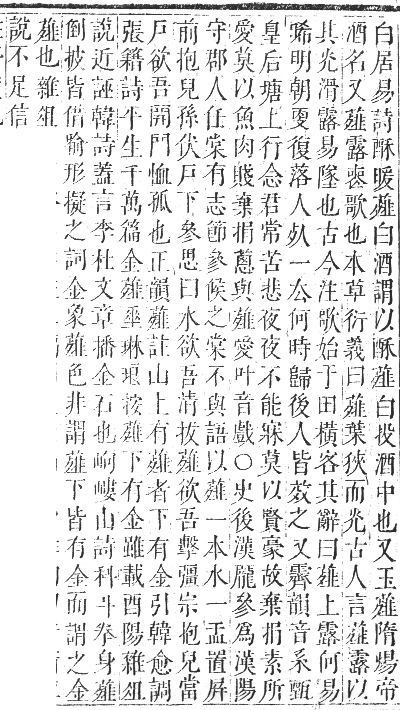 白居易詩酥暖薤白酒謂以酥薤白投酒中也又玉薤隋煬帝
酒名又薤露喪歌也本草衍義曰薤葉狹而光古人言薤露以
其光滑露易墜也古今注歌始于田橫客其辭曰薤上露何易
晞明朝更復落人䰟一去何時歸後人皆效之又霽韻音系甄
皇后塘上行念君常苦悲夜夜不能寐莫以賢豪故棄捐素所
愛莫以魚肉賤棄捐蔥與薤愛叶音戲○史後漢龐參爲漢陽
守郡人任棠有志節參候之棠不與語以薤一本水一盂置屏
前抱兒孫伏戶下參思曰水欲吾淸拔薤欲吾擊彊宗抱兒當
戶欲吾開門恤孤也正韻薤註山上有薤者下有金引韓愈調
張籍詩平生千萬篇金薤垂琳琅按薤下有金雖載酉陽雜俎
說近誣韓詩蓋言李杜文章播金石也岣嶁山詩科斗拳身薤
倒披皆借喻形擬之詞金象薤色非謂薤下皆有金而謂之金
薤也雜俎
說不足信